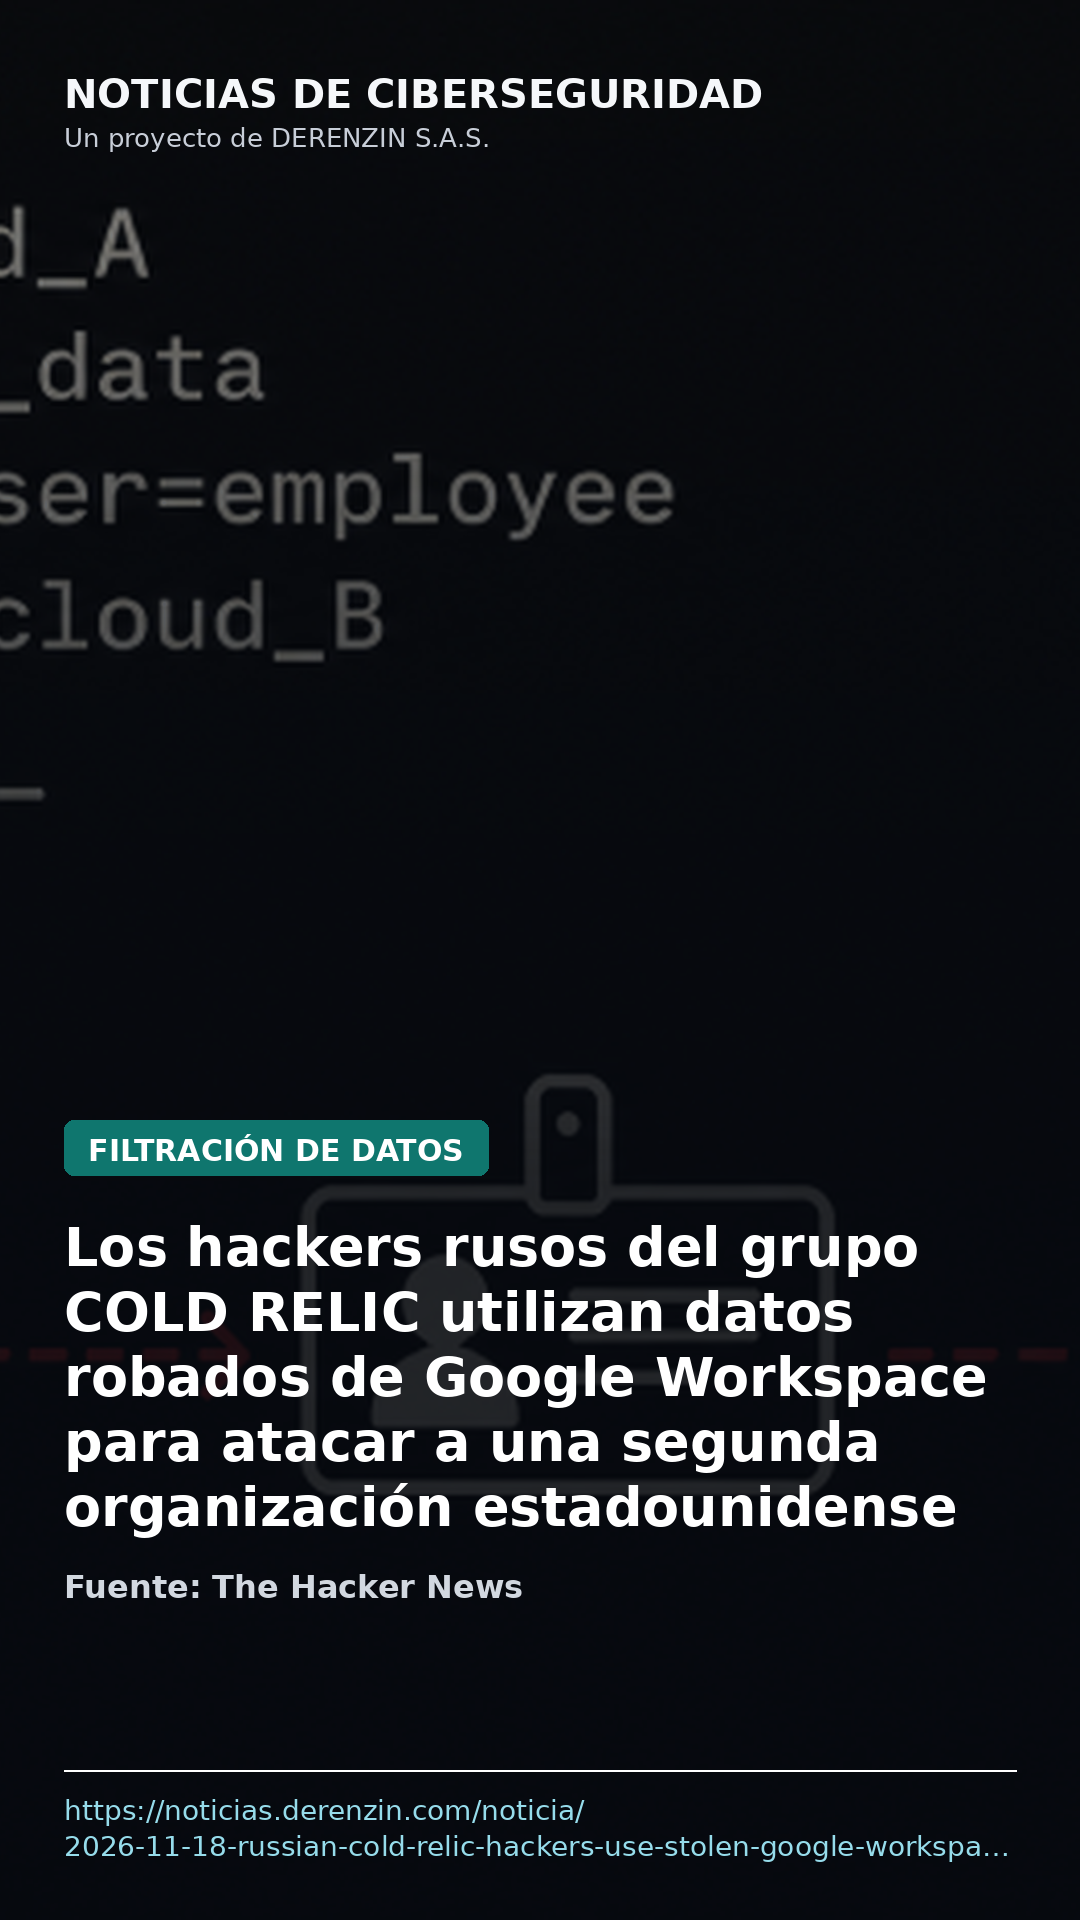 NOTICIAS DE CIBERSEGURIDAD
Un proyecto de DERENZIN S.A.S.
d_A
_data
ser=employee
cloud_B
_
FILTRACIÓN DE DATOS
Los hackers rusos del grupo
COLD RELIC utilizan datos
robados de Google Workspace
para atacar a una segunda
organización estadounidense
Fuente: The Hacker News
https://noticias.derenzin.com/noticia/
2026-11-18-russian-cold-relic-hackers-use-stolen-google-workspa...